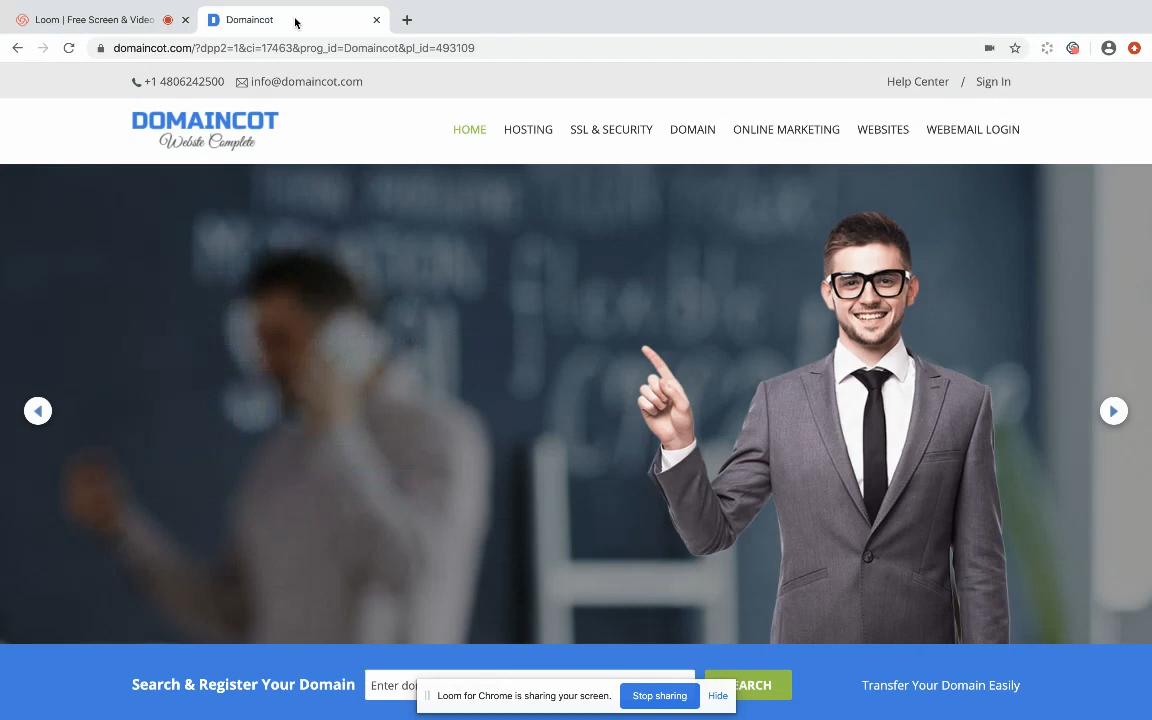 Loom | Free Screen & Video
Domaincot
domaincot.com/?dpp2=1&ci=17463&prog_id=Domaincot&pl_id=493109
+1 4806242500 info@domaincot.com
Help Center / Sign In
DOMAINCOT
Webste Complete
HOME HOSTING SSL & SECURITY DOMAIN ONLINE MARKETING WEBSITES WEBEMAIL LOGIN
Search & Register Your Domain
Enter
Transfer Your Domain Easily
Loom for Chrome is sharing your screen. Stop sharing Hide